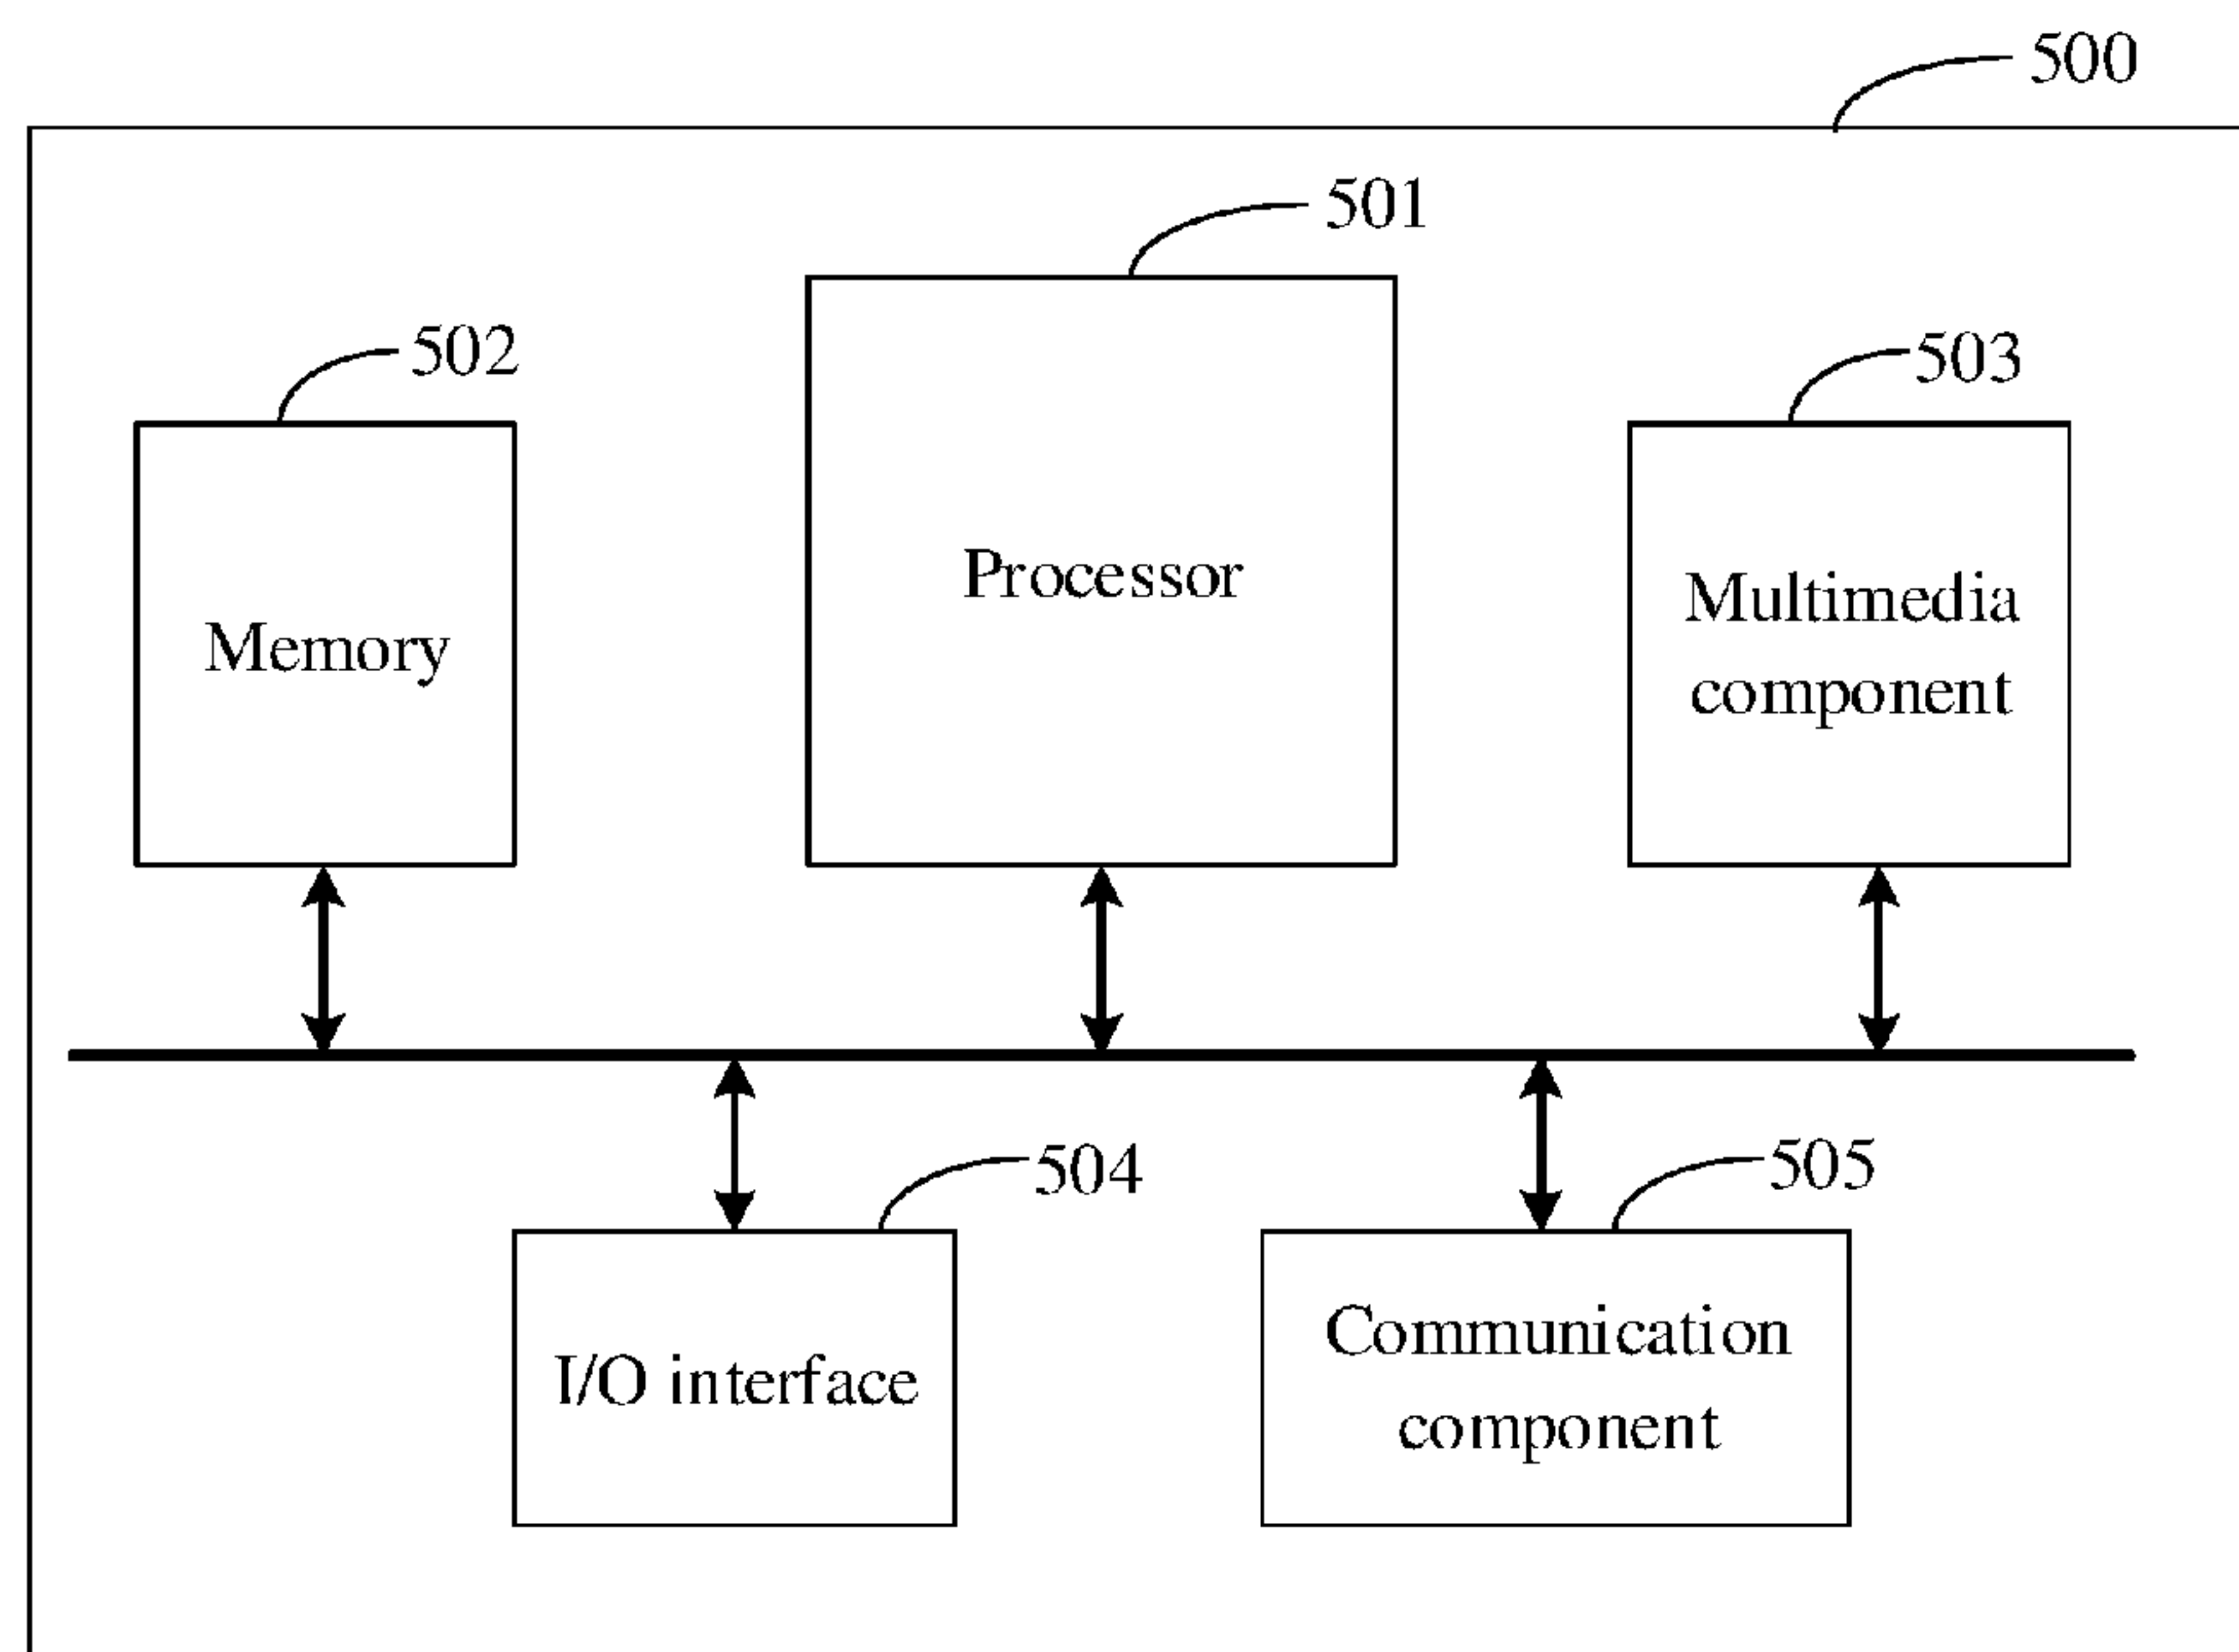 500
501
502
503
Processor
Memory
Multimedia
component
504
505
I/O interface
Communication
component